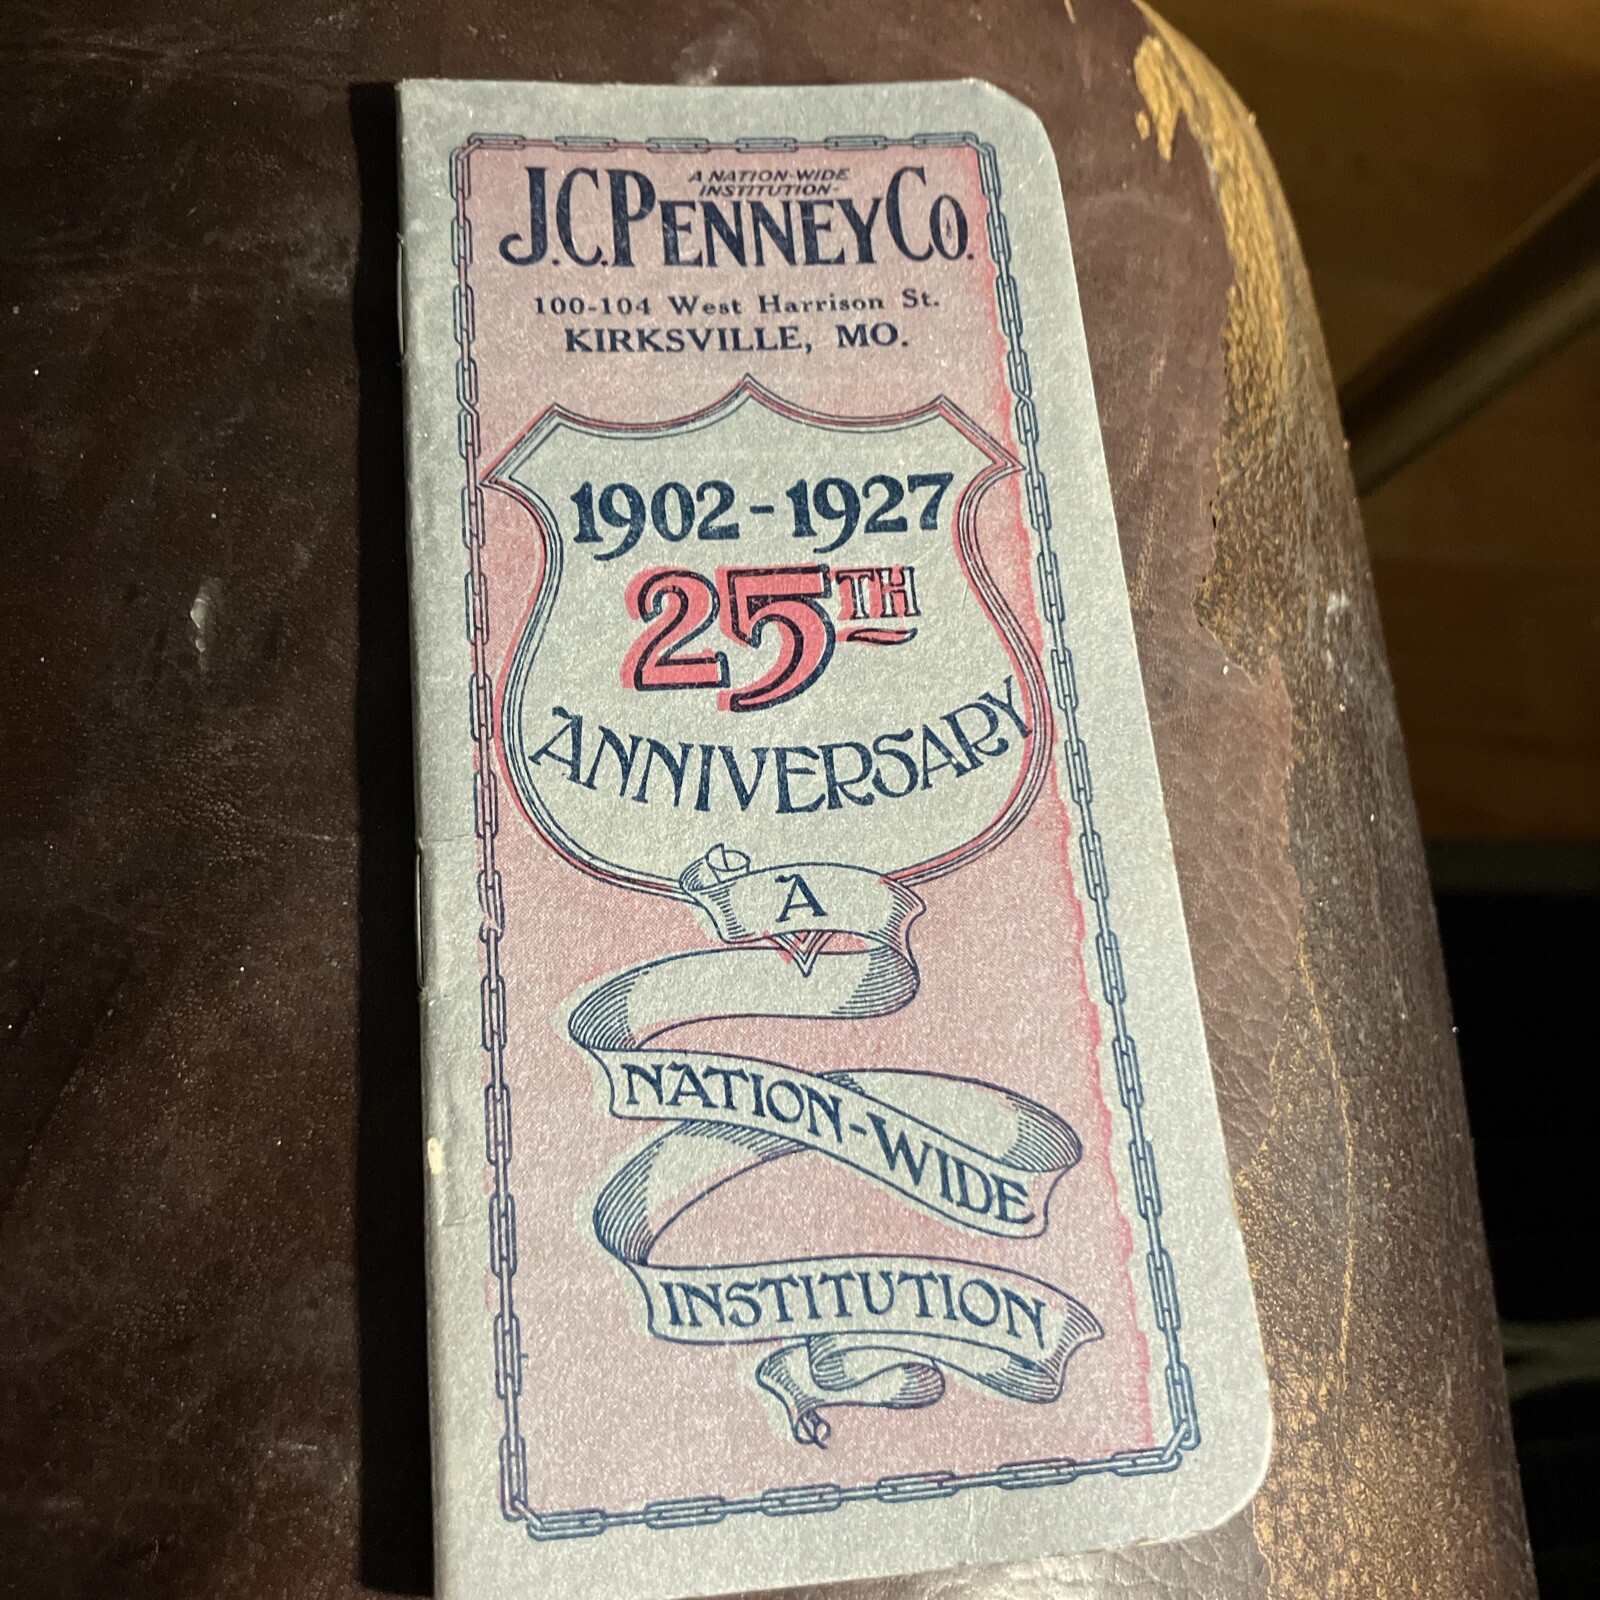 A NATION-WIDE
INSTITUTION-
J.C.PENNEY CO.
100-104 West Harrison St.
KIRKSVILLE, MO.
1902-1927
25TH
ANNIVERSARY
A
NATION-WIDE
INSTITUTION